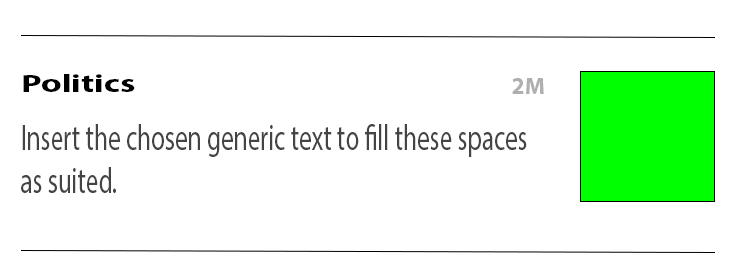 Politics
2M
Insert the chosen generic text to fill these spaces
as suited.